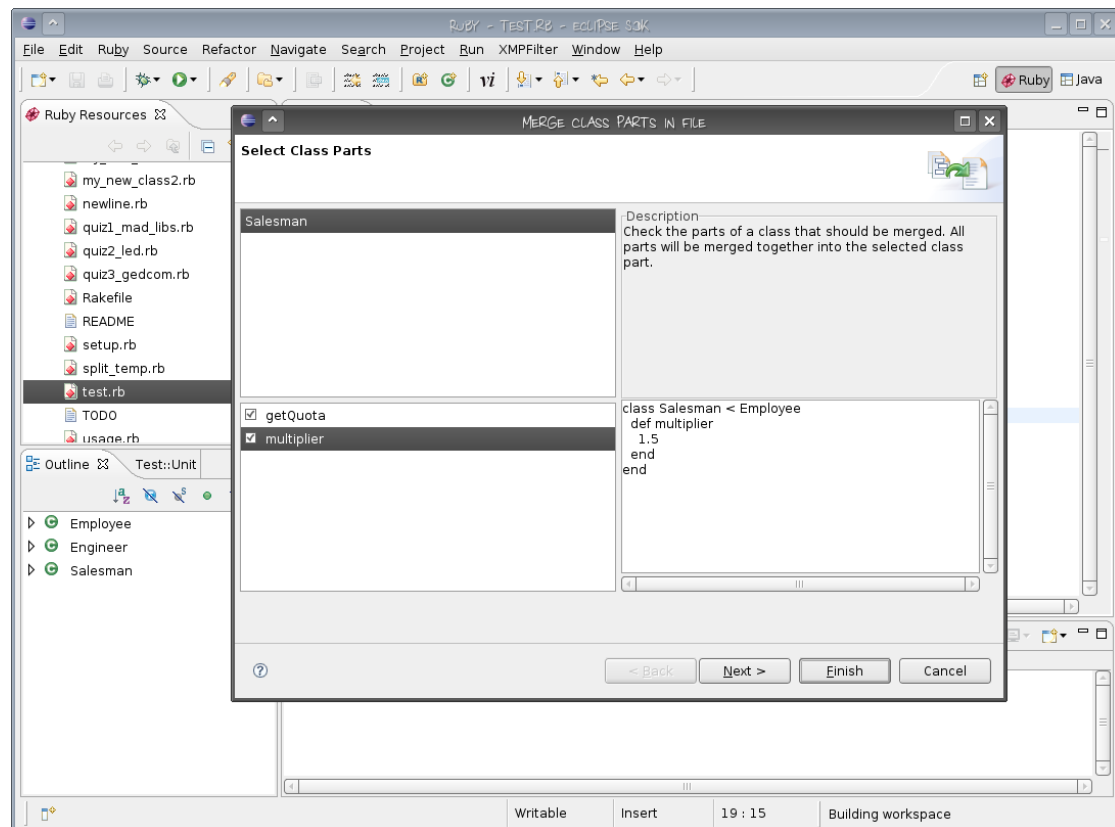 Ruby - test.rb - Eclipse SDK
File Edit Ruby Source Refactor Navigate Search Project Run XMPFilter Window Help
vi
Ruby
Java
Ruby Resources
my_new_class2.rb
newline.rb
quiz1_mad_libs.rb
quiz2_led.rb
quiz3_gedcom.rb
Rakefile
README
setup.rb
split_temp.rb
test.rb
TODO
usage.rb
Outline
Test::Unit
Employee
Engineer
Salesman
Merge class parts in file
Select Class Parts
Salesman
Description
Check the parts of a class that should be merged. All
parts will be merged together into the selected class
part.
getQuota
multiplier
class Salesman < Employee
def multiplier
1.5
end
end
< Back
Next >
Finish
Cancel
Writable
Insert
19 : 15
Building workspace